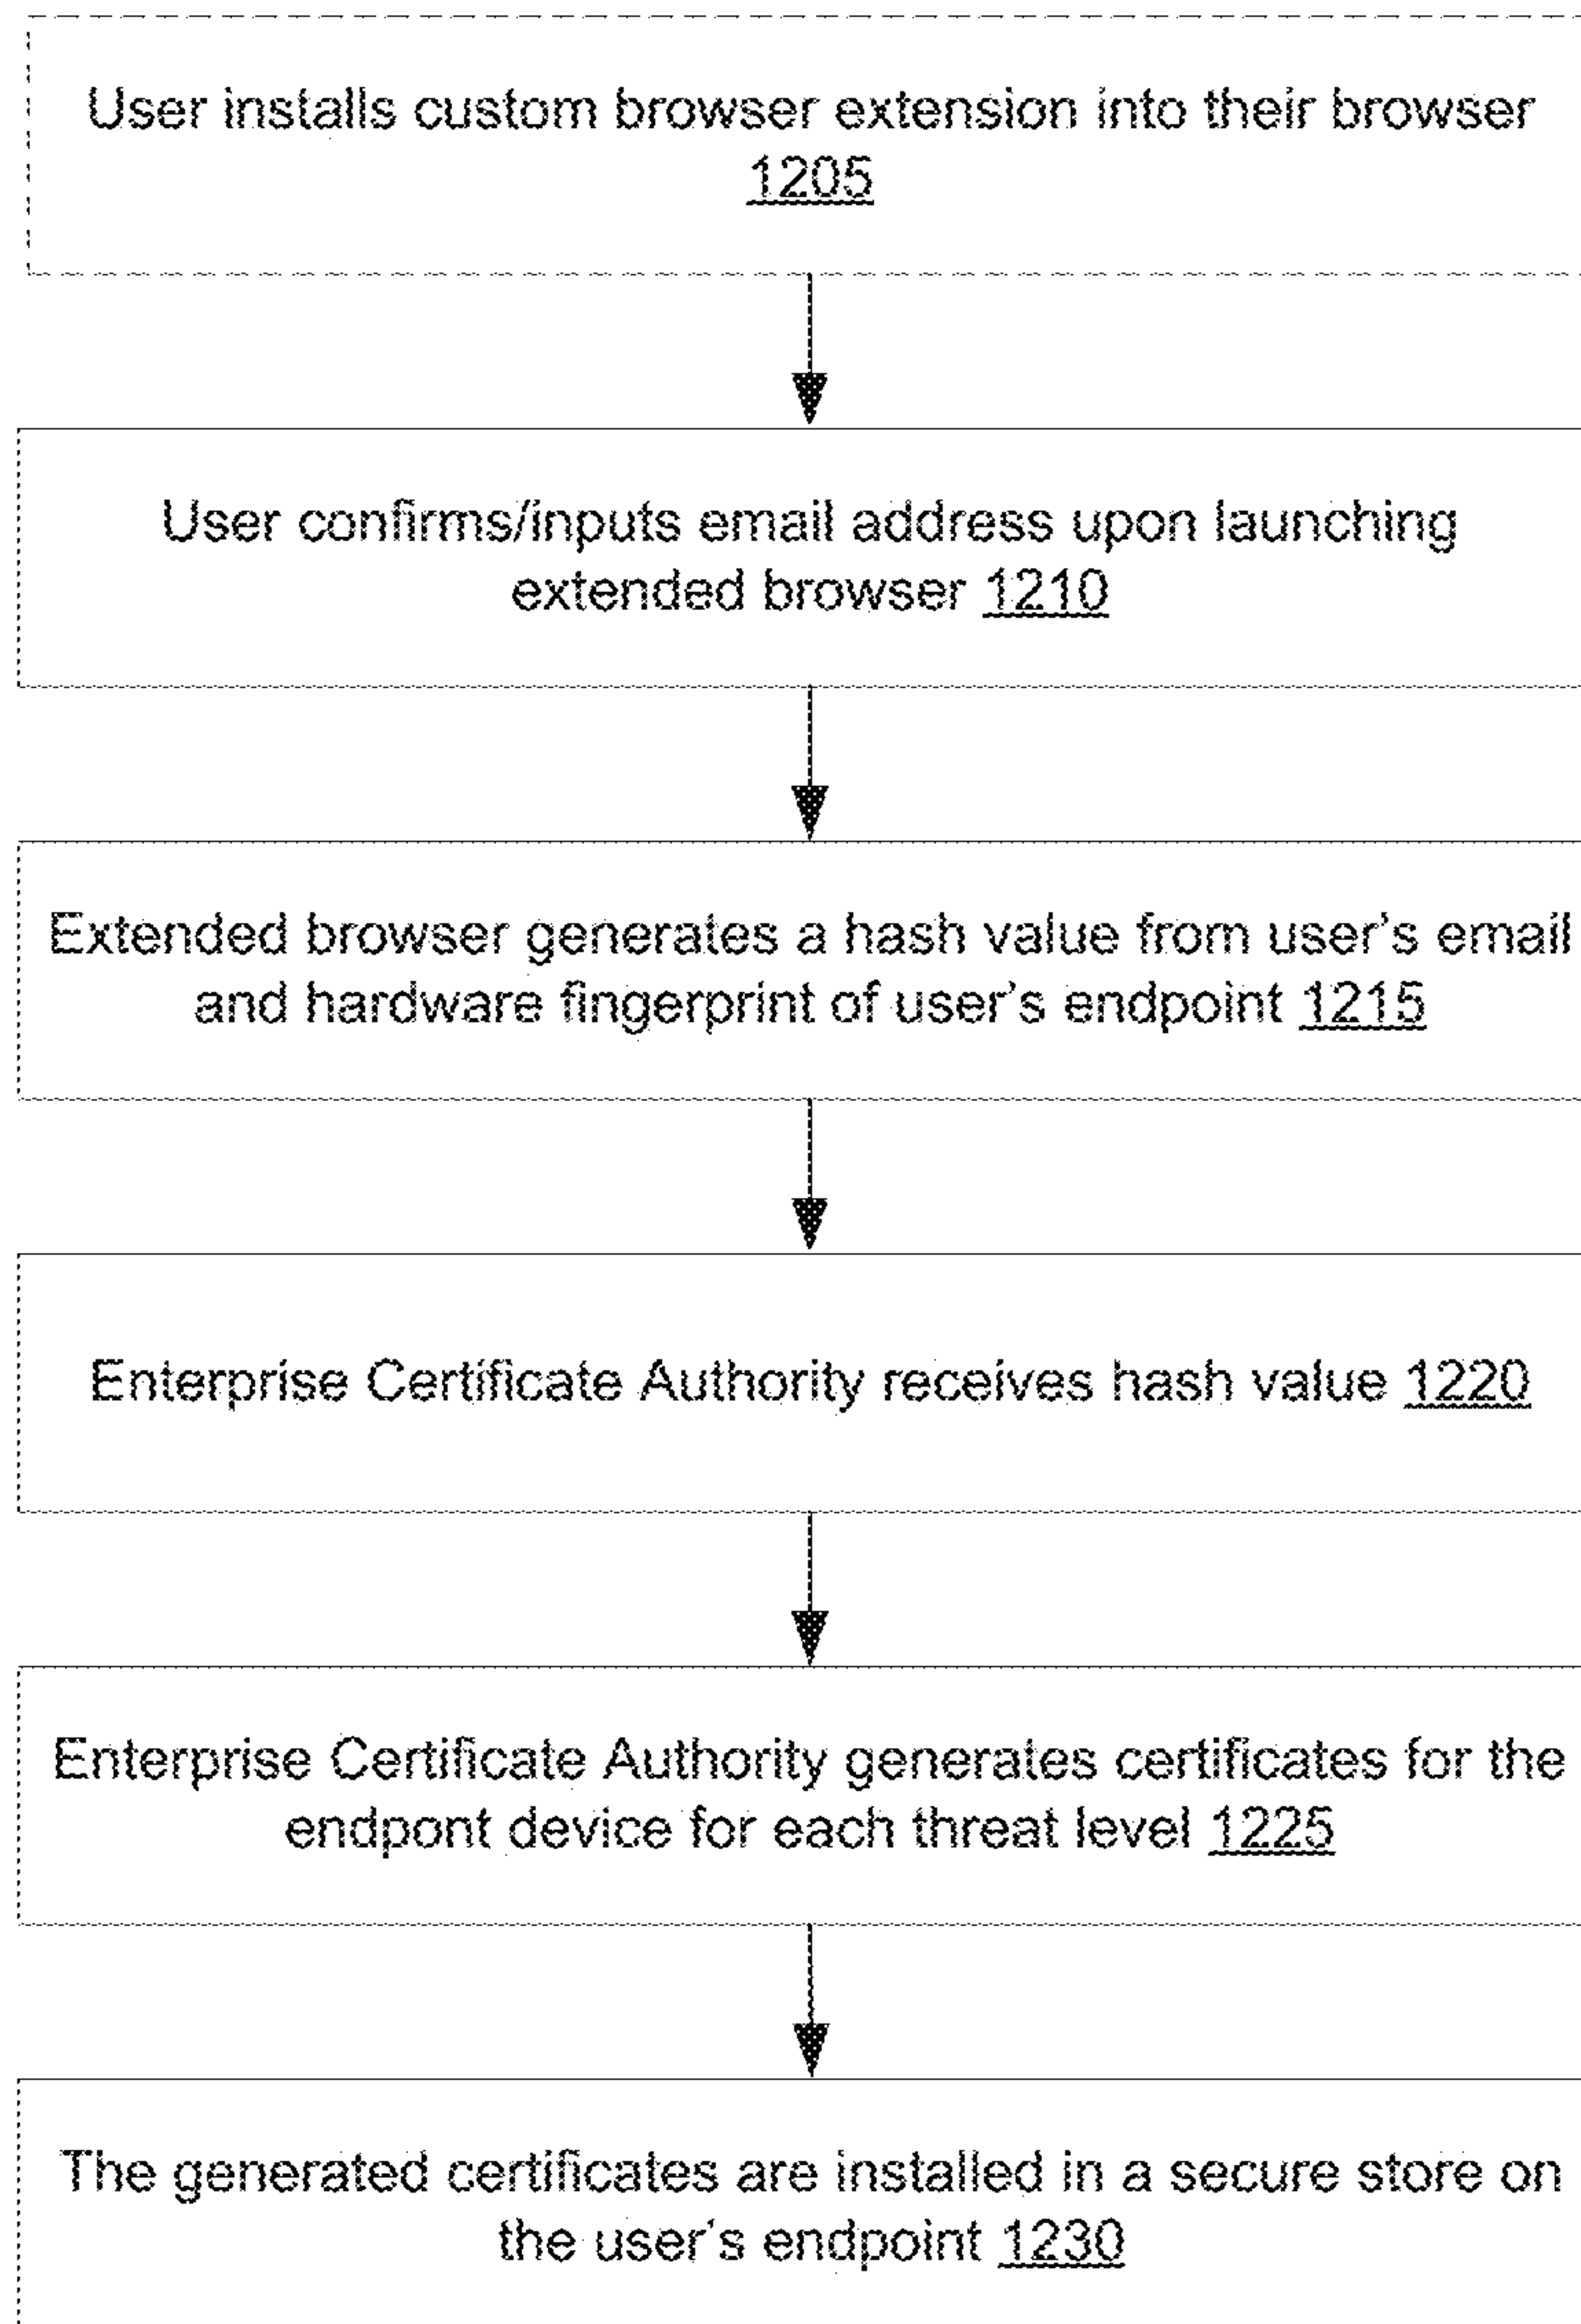 User installs custom browser extension into their browser
1205
User confirms/inputs email address upon launching
extended browser 1210
Extended browser generates a hash value from user's email
and hardware fingerprint of user's endpoint 1215
Enterprise Certificate Authority receives hash value 1220
Enterprise Certificate Authority generates certificates for the
endpont device for each threat level 1225
The generated certificates are installed in a secure store on
the user's endpoint 1230